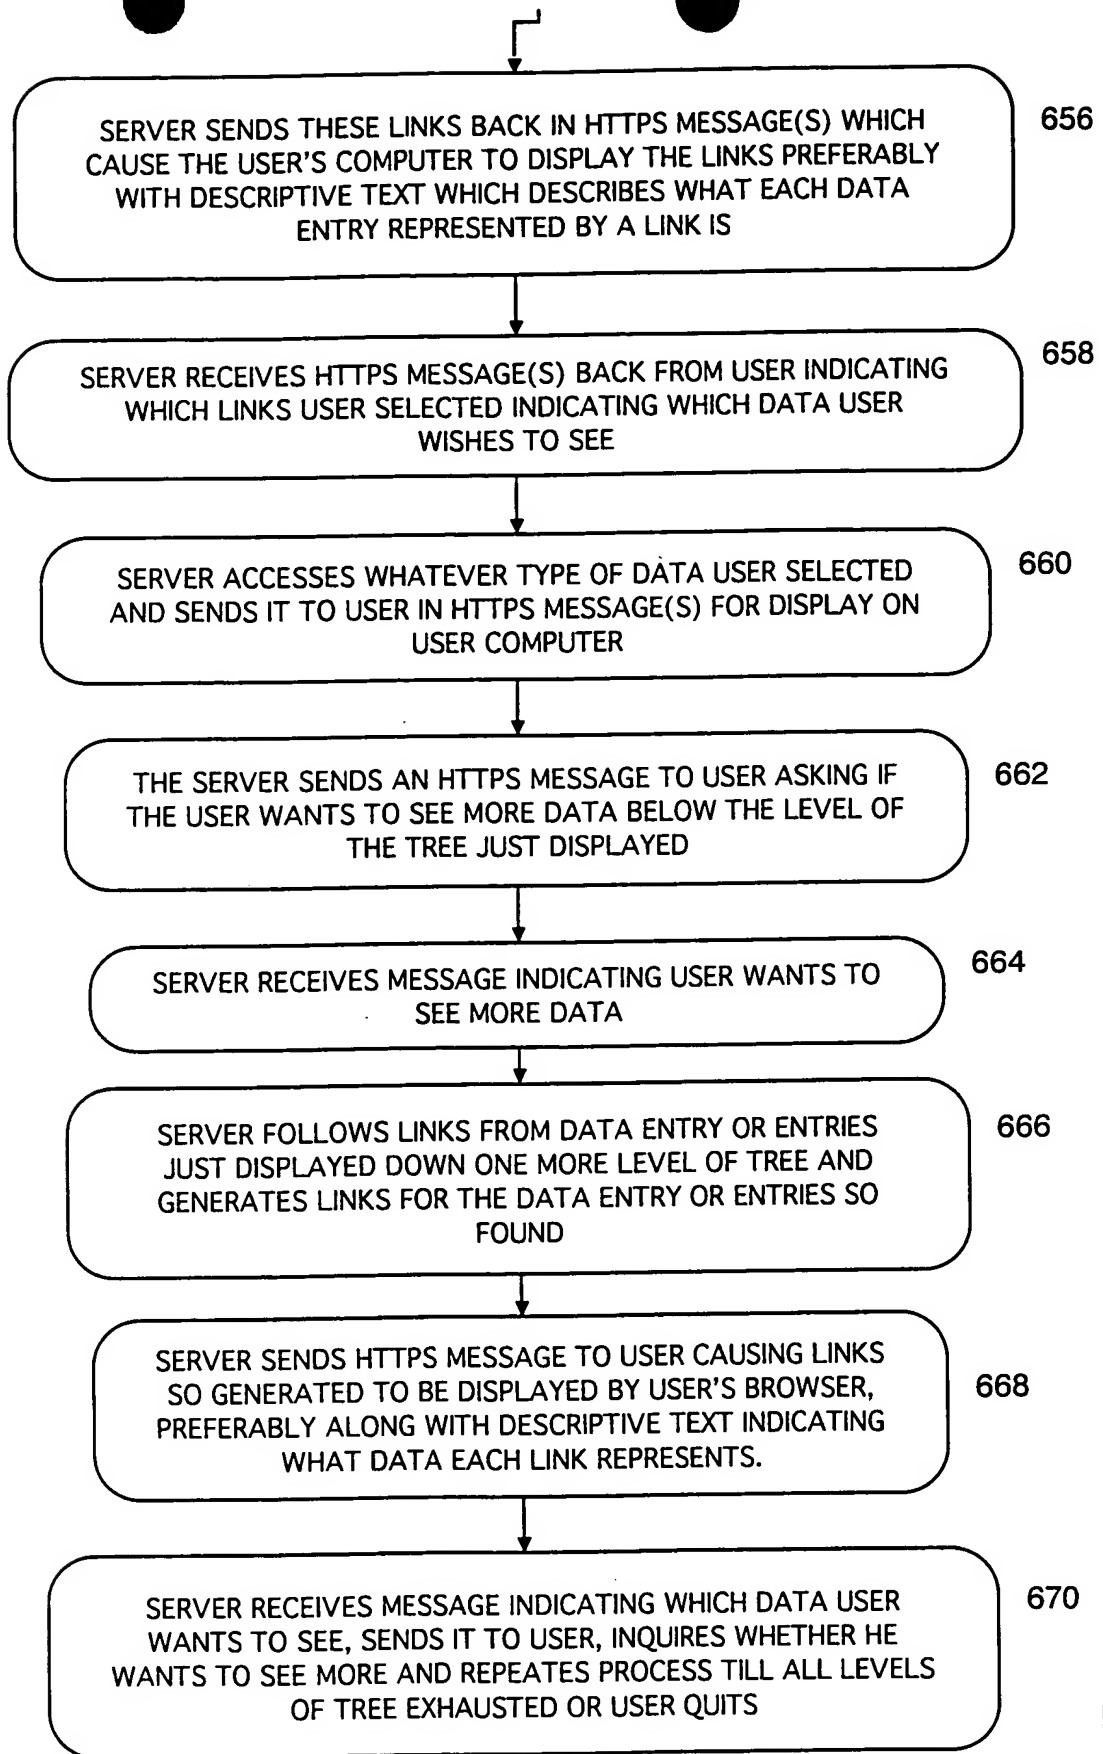 SERVER SENDS THESE LINKS BACK IN HTTPS MESSAGE(S) WHICH
CAUSE THE USER'S COMPUTER TO DISPLAY THE LINKS PREFERABLY
WITH DESCRIPTIVE TEXT WHICH DESCRIBES WHAT EACH DATA
ENTRY REPRESENTED BY A LINK IS
656
SERVER RECEIVES HTTPS MESSAGE(S) BACK FROM USER INDICATING
WHICH LINKS USER SELECTED INDICATING WHICH DATA USER
WISHES TO SEE
658
SERVER ACCESSES WHATEVER TYPE OF DATA USER SELECTED
AND SENDS IT TO USER IN HTTPS MESSAGE(S) FOR DISPLAY ON
USER COMPUTER
660
THE SERVER SENDS AN HTTPS MESSAGE TO USER ASKING IF
THE USER WANTS TO SEE MORE DATA BELOW THE LEVEL OF
THE TREE JUST DISPLAYED
662
SERVER RECEIVES MESSAGE INDICATING USER WANTS TO
SEE MORE DATA
664
SERVER FOLLOWS LINKS FROM DATA ENTRY OR ENTRIES
JUST DISPLAYED DOWN ONE MORE LEVEL OF TREE AND
GENERATES LINKS FOR THE DATA ENTRY OR ENTRIES SO
FOUND
666
SERVER SENDS HTTPS MESSAGE TO USER CAUSING LINKS
SO GENERATED TO BE DISPLAYED BY USER'S BROWSER,
PREFERABLY ALONG WITH DESCRIPTIVE TEXT INDICATING
WHAT DATA EACH LINK REPRESENTS.
668
SERVER RECEIVES MESSAGE INDICATING WHICH DATA USER
WANTS TO SEE, SENDS IT TO USER, INQUIRES WHETHER HE
WANTS TO SEE MORE AND REPEATES PROCESS TILL ALL LEVELS
OF TREE EXHAUSTED OR USER QUITS
670